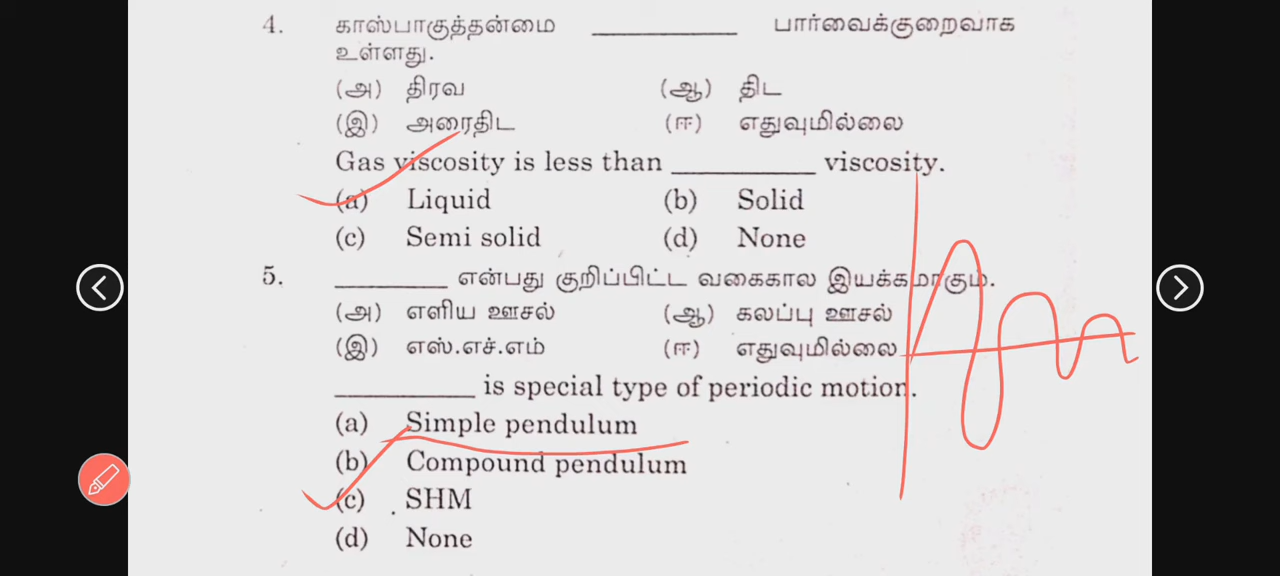 4. காஸ்பாகுத்தன்மை __________ பார்வைக்குறைவாக
உள்ளது.
(அ) திரவ (ஆ) திட
(இ) அரைதிட (ஈ) எதுவுமில்லை
Gas viscosity is less than __________ viscosity.
(a) Liquid (b) Solid
(c) Semi solid (d) None
5. __________ என்பது குறிப்பிட்ட வகைகால இயக்கமாகும்.
(அ) எளிய ஊசல் (ஆ) கலப்பு ஊசல்
(இ) எஸ்.எச்.எம் (ஈ) எதுவுமில்லை
__________ is special type of periodic motion.
(a) Simple pendulum
(b) Compound pendulum
(c) SHM
(d) None